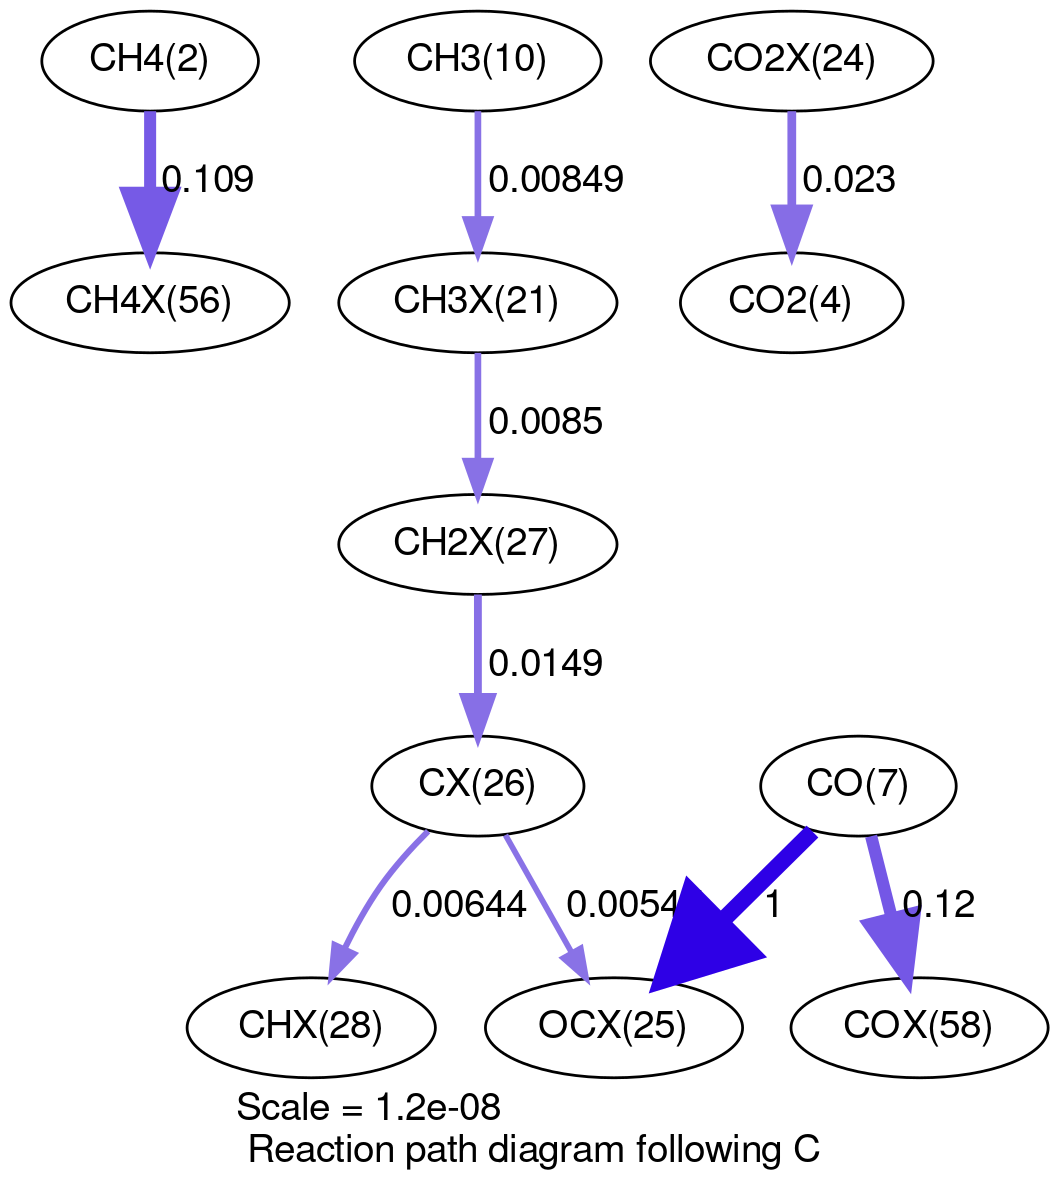 CH4(2)
CH3(10)
CO2X(24)
0.109
0.00849
0.023
CH4X(56)
CH3X(21)
CO2(4)
0.0085
CH2X(27)
0.0149
CX(26)
CO(7)
0.00644
0.0054
1
0.12
CHX(28)
OCX(25)
COX(58)
Scale = 1.2e-08
Reaction path diagram following C